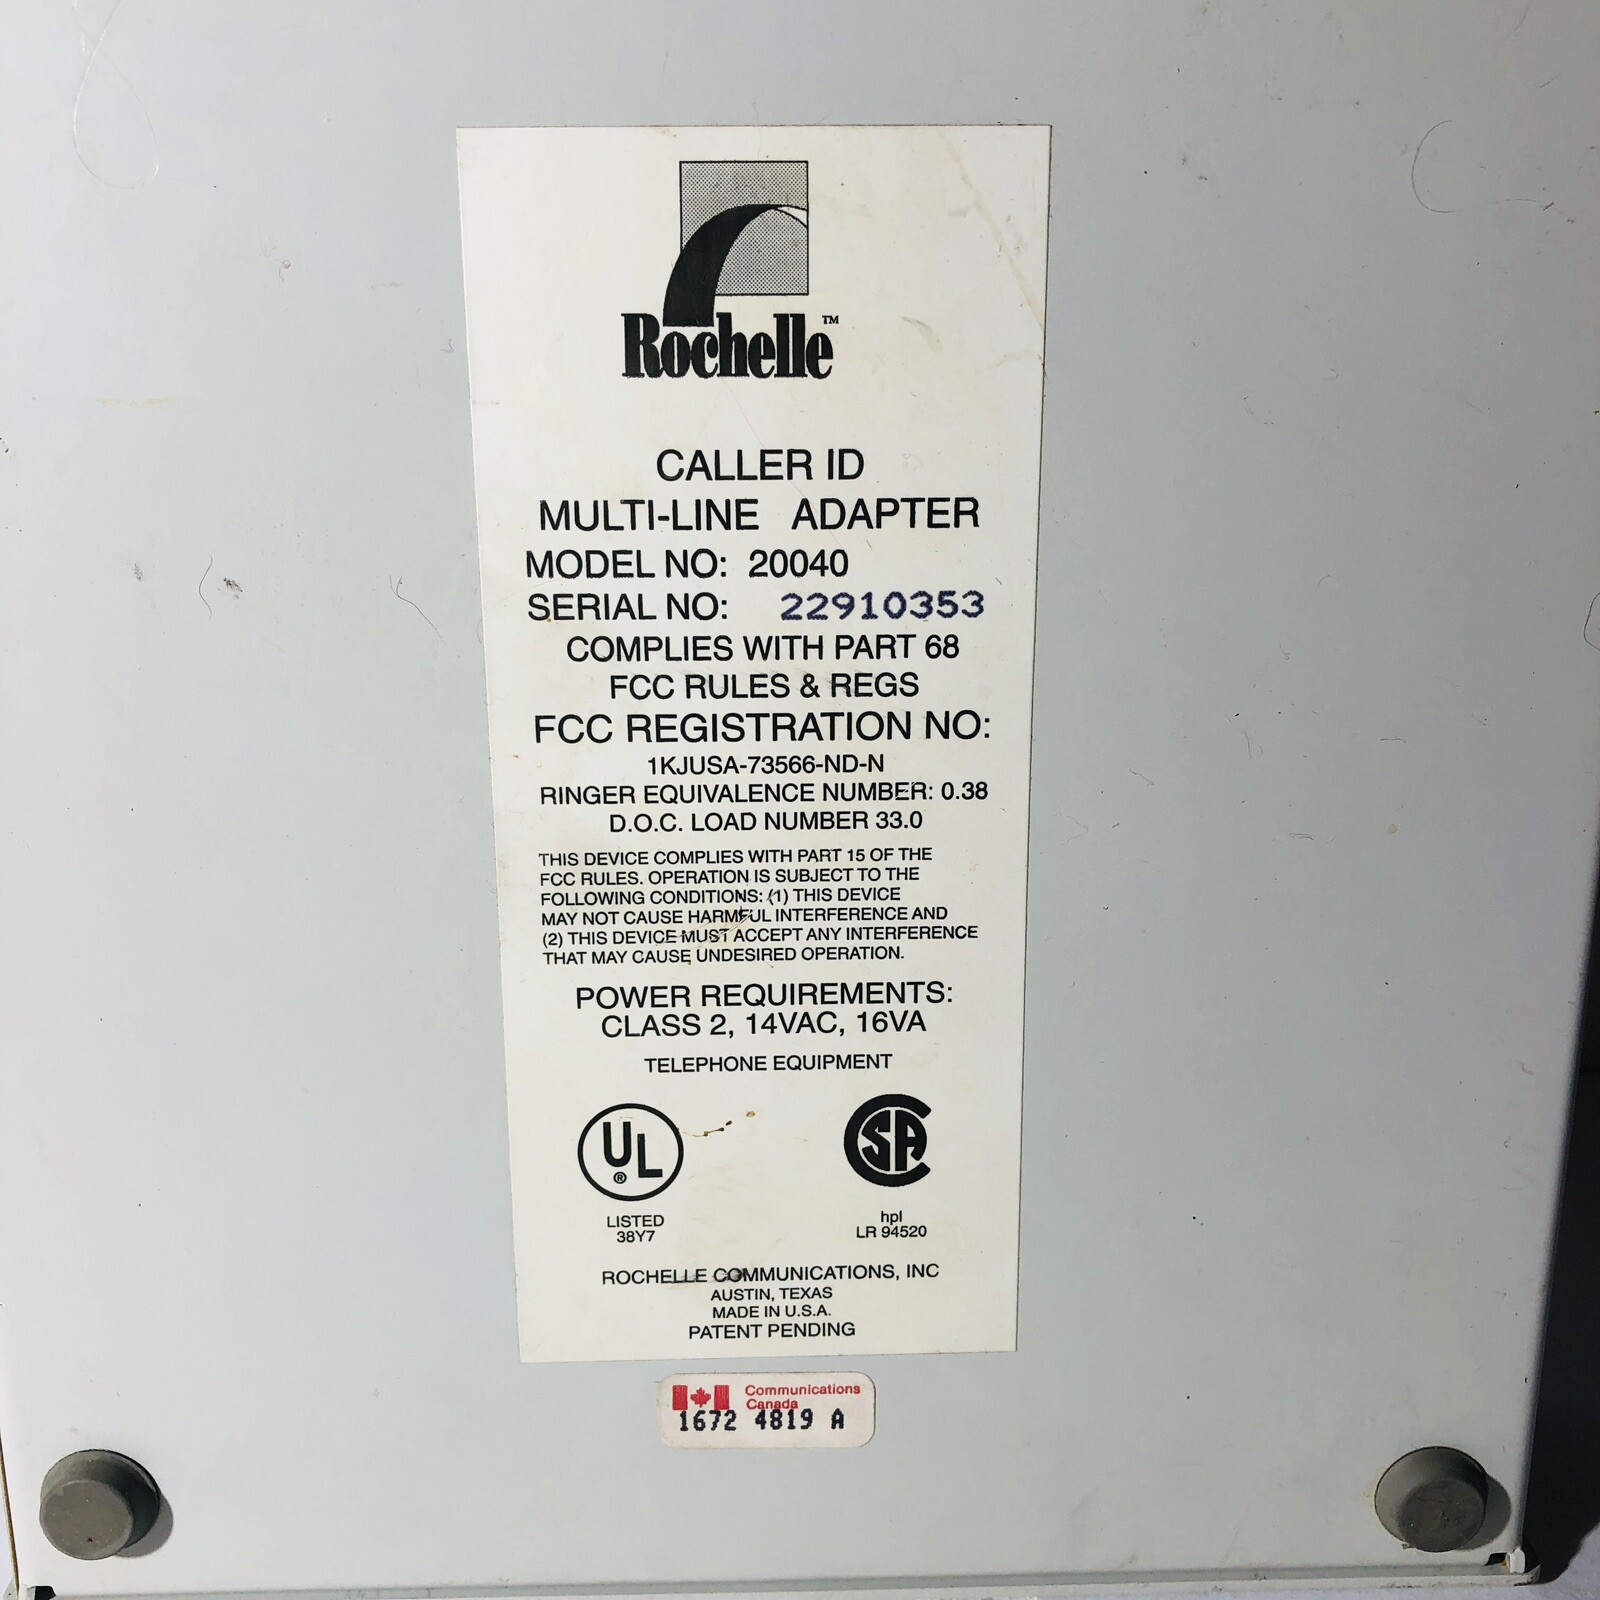 Rochelle™
CALLER ID
MULTI-LINE ADAPTER
MODEL NO: 20040
SERIAL NO: 22910353
COMPLIES WITH PART 68
FCC RULES & REGS
FCC REGISTRATION NO:
1KJUSA-73566-ND-N
RINGER EQUIVALENCE NUMBER: 0.38
D.O.C. LOAD NUMBER 33.0
THIS DEVICE COMPLIES WITH PART 15 OF THE
FCC RULES. OPERATION IS SUBJECT TO THE
FOLLOWING CONDITIONS: (1) THIS DEVICE
MAY NOT CAUSE HARMFUL INTERFERENCE AND
(2) THIS DEVICE MUST ACCEPT ANY INTERFERENCE
THAT MAY CAUSE UNDESIRED OPERATION.
POWER REQUIREMENTS:
CLASS 2, 14VAC, 16VA
TELEPHONE EQUIPMENT
UL®
LISTED
38Y7
CSA
hpl
LR 94520
ROCHELLE COMMUNICATIONS, INC
AUSTIN, TEXAS
MADE IN U.S.A.
PATENT PENDING
Communications
Canada
1672 4819 A